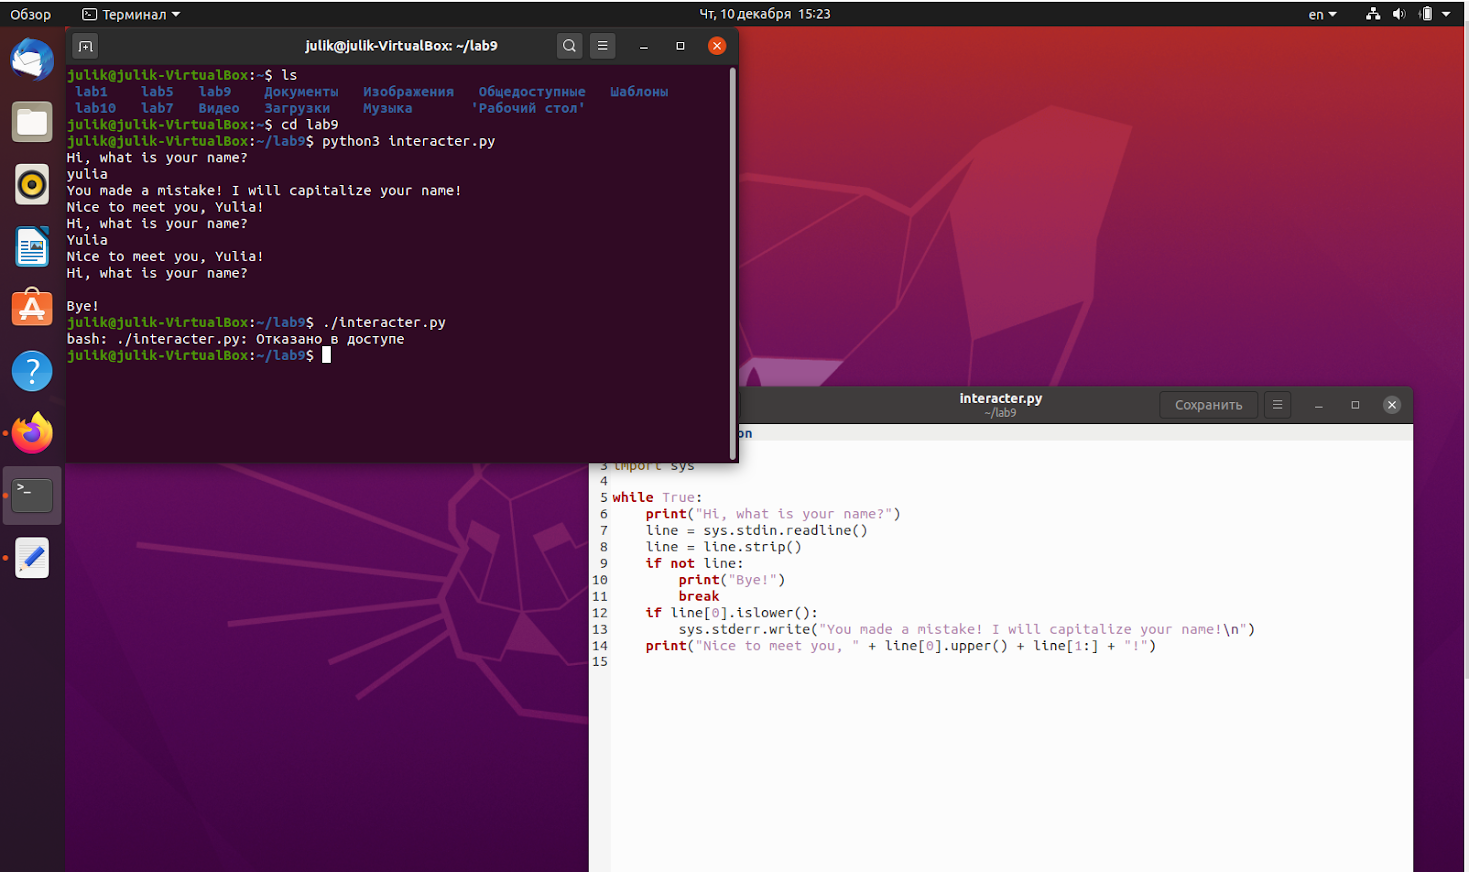 Обзор
Терминал
Чт, 10 декабря 15:23
en
julik@julik-VirtualBox: ~/lab9
julik@julik-VirtualBox:~$ ls
lab1 lab5 lab9 Документы Изображения Общедоступные Шаблоны
lab10 lab7 Видео Загрузки Музыка 'Рабочий стол'
julik@julik-VirtualBox:~$ cd lab9
julik@julik-VirtualBox:~/lab9$ python3 interacter.py
Hi, what is your name?
yulia
You made a mistake! I will capitalize your name!
Nice to meet you, Yulia!
Hi, what is your name?
Yulia
Nice to meet you, Yulia!
Hi, what is your name?
Bye!
julik@julik-VirtualBox:~/lab9$ ./interacter.py
bash: ./interacter.py: Отказано в доступе
julik@julik-VirtualBox:~/lab9$
interacter.py
~/lab9
Сохранить
on
3 import sys
4
5 while True:
6 print("Hi, what is your name?")
7 line = sys.stdin.readline()
8 line = line.strip()
9 if not line:
10 print("Bye!")
11 break
12 if line[0].islower():
13 sys.stderr.write("You made a mistake! I will capitalize your name!\n")
14 print("Nice to meet you, " + line[0].upper() + line[1:] + "!")
15